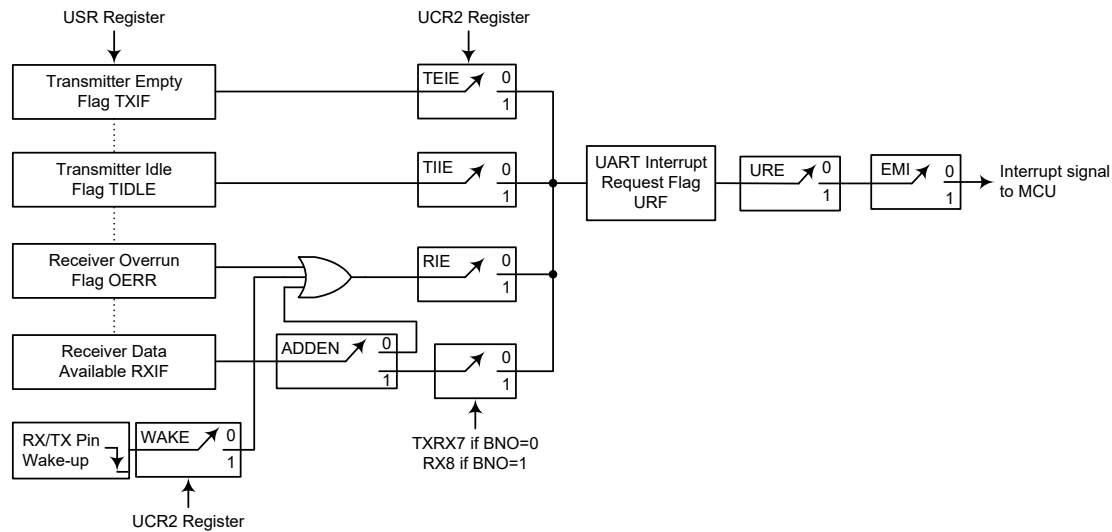 USR Register
UCR2 Register
Transmitter Empty
Flag TXIF
TEIE
0
1
Transmitter Idle
Flag TIDLE
TIIE
0
1
UART Interrupt
Request Flag
URF
URE
0
1
EMI
0
1
Interrupt signal
to MCU
Receiver Overrun
Flag OERR
RIE
0
1
Receiver Data
Available RXIF
ADDEN
0
1
0
1
RX/TX Pin
Wake-up
WAKE
0
1
TXRX7 if BNO=0
RX8 if BNO=1
UCR2 Register